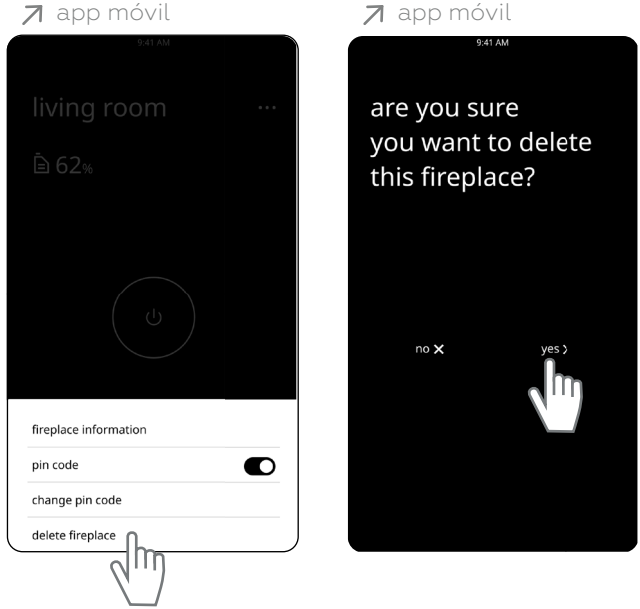 app móvil
9:41 AM
living room
62%
fireplace information
pin code
change pin code
delete fireplace
app móvil
9:41 AM
are you sure
you want to delete
this fireplace?
no
yes